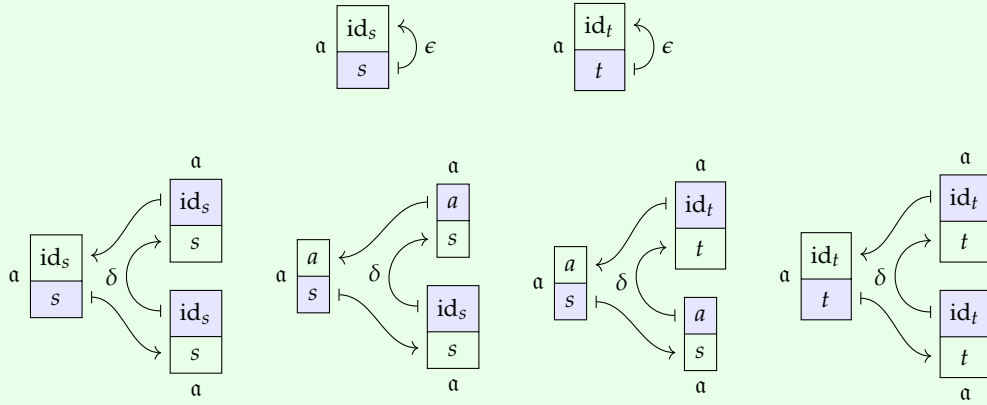 𝔞 id_s s ϵ 𝔞 id_t t ϵ
𝔞 𝔞 𝔞 𝔞
id_s a id_t id_t
s s t t
𝔞 id_s s δ 𝔞 a s δ 𝔞 a s δ 𝔞 id_t t δ
id_s id_s a id_t
s s s t
𝔞 𝔞 𝔞 𝔞